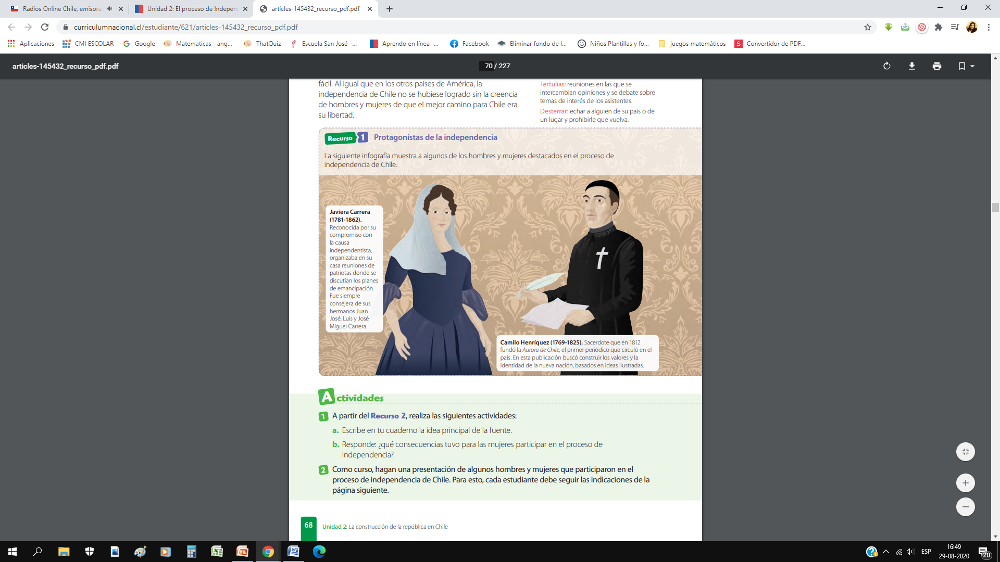 Radios Online Chile, emisora
Unidad 2: El proceso de Indepen
articles-145432_recurso_pdf.pdf
curriculumnacional.cl/estudiante/621/articles-145432_recurso_pdf.pdf
Aplicaciones
CMI ESCOLAR
Google
Matematicas - ang...
ThatQuiz
Escuela San José –...
Aprendo en línea -...
Facebook
Eliminar fondo de l...
Niños Plantillas y fo...
juegos matemáticos
Convertidor de PDF...
articles-145432_recurso_pdf.pdf
70 / 227
fácil. Al igual que en los otros países de América, la
independencia de Chile no se hubiese logrado sin la creencia
de hombres y mujeres de que el mejor camino para Chile era
su libertad.
Tertulias: reuniones en las que se
intercambian opiniones y se debate sobre
temas de interés de los asistentes.
Desterrar: echar a alguien de su país o de
un lugar y prohibirle que vuelva.
Recurso 1 Protagonistas de la independencia
La siguiente infografía muestra a algunos de los hombres y mujeres destacados en el proceso de
independencia de Chile.
Javiera Carrera
(1781-1862).
Reconocida por su
compromiso con
la causa
independentista,
organizaba en su
casa reuniones de
patriotas donde se
discutían los planes
de emancipación.
Fue siempre
consejera de sus
hermanos Juan
José, Luis y José
Miguel Carrera.
Camilo Henríquez (1769-1825). Sacerdote que en 1812
fundó la Aurora de Chile, el primer periódico que circuló en el
país. En esta publicación buscó construir los valores y la
identidad de la nueva nación, basados en ideas ilustradas.
Actividades
1 A partir del Recurso 2, realiza las siguientes actividades:
a. Escribe en tu cuaderno la idea principal de la fuente.
b. Responde: ¿qué consecuencias tuvo para las mujeres participar en el proceso de
independencia?
2 Como curso, hagan una presentación de algunos hombres y mujeres que participaron en el
proceso de independencia de Chile. Para esto, cada estudiante debe seguir las indicaciones de la
página siguiente.
68
Unidad 2: La construcción de la república en Chile
ESP
16:49
29-08-2020
20